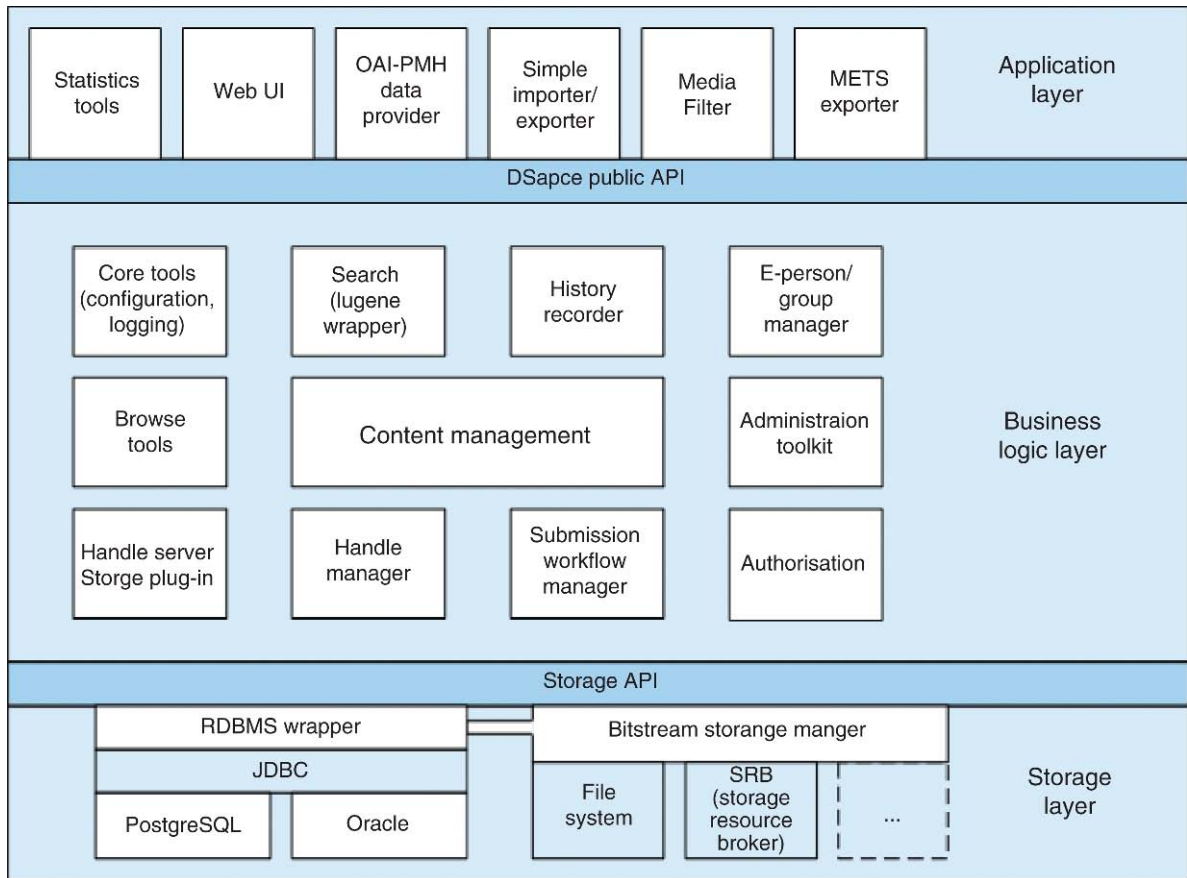 Statistics
tools
Web UI
OAI-PMH
data
provider
Simple
importer/
exporter
Media
Filter
METS
exporter
Application
layer
DSapce public API
Core tools
(configuration,
logging)
Search
(lugene
wrapper)
History
recorder
E-person/
group
manager
Browse
tools
Content management
Administraion
toolkit
Business
logic layer
Handle server
Storge plug-in
Handle
manager
Submission
workflow
manager
Authorisation
Storage API
RDBMS wrapper
Bitstream storange manger
JDBC
PostgreSQL
Oracle
File
system
SRB
(storage
resource
broker)
...
Storage
layer